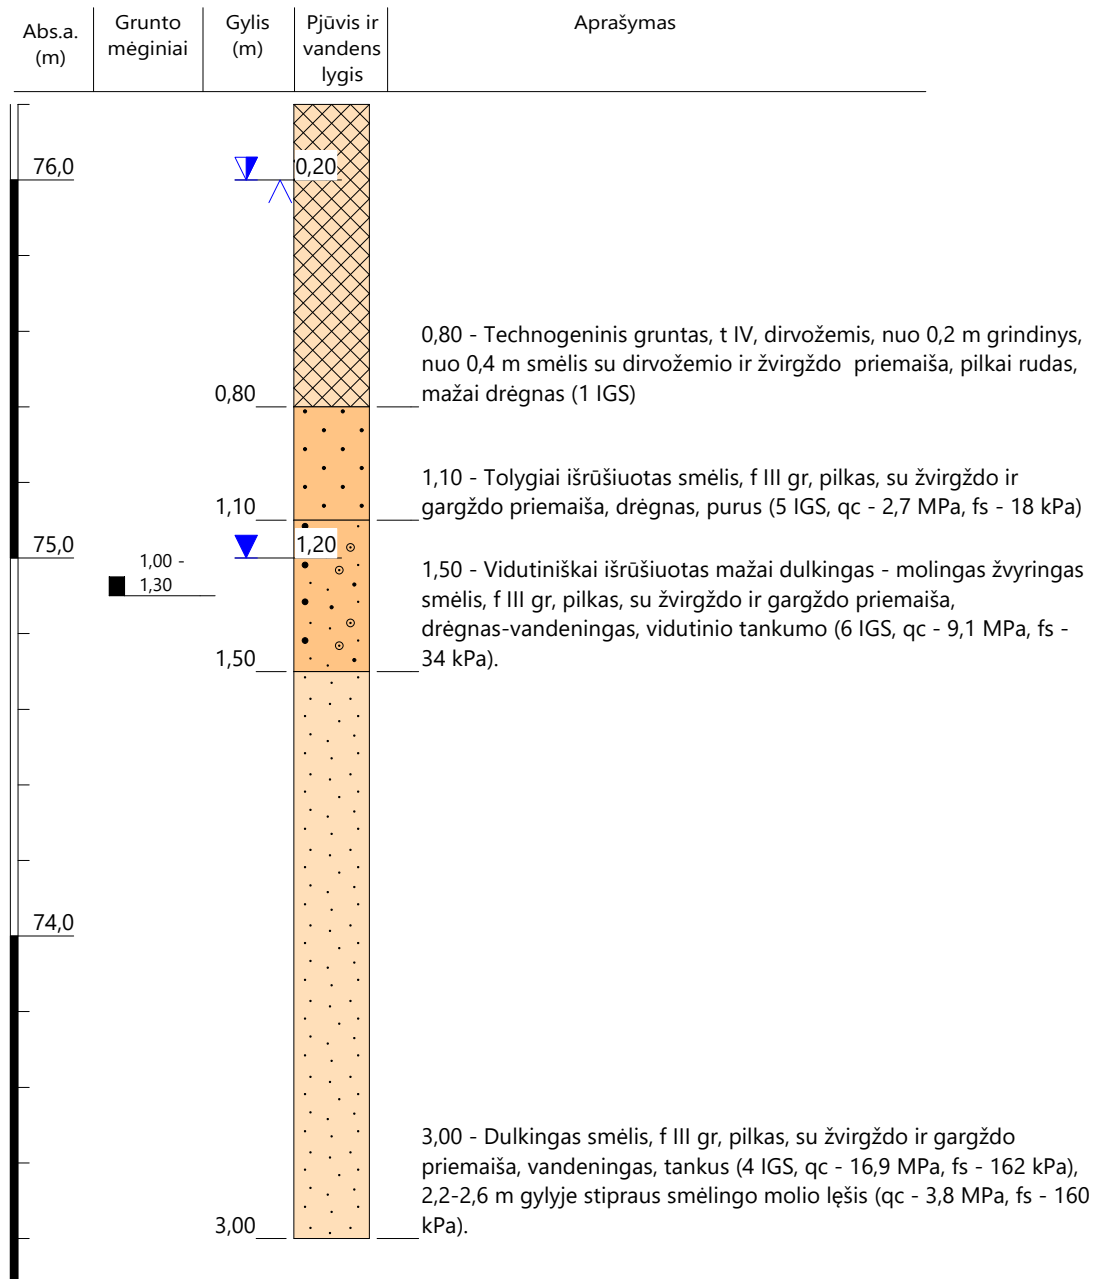 Abs.a.
(m)
Grunto
mėginiai
Gylis
(m)
Pjūvis ir
vandens
lygis
Aprašymas
76,0
0,20
0,80 - Technogeninis gruntas, t IV, dirvožemis, nuo 0,2 m grindinys,
nuo 0,4 m smėlis su dirvožemio ir žvirgždo priemaiša, pilkai rudas,
mažai drėgnas (1 IGS)
0,80
1,10 - Tolygiai išrūšiuotas smėlis, f III gr, pilkas, su žvirgždo ir
gargždo priemaiša, drėgnas, purus (5 IGS, qc - 2,7 MPa, fs - 18 kPa)
1,10
75,0
1,20
1,00 -
1,30
1,50 - Vidutiniškai išrūšiuotas mažai dulkingas - molingas žvyringas
smėlis, f III gr, pilkas, su žvirgždo ir gargždo priemaiša,
drėgnas-vandeningas, vidutinio tankumo (6 IGS, qc - 9,1 MPa, fs -
34 kPa).
1,50
74,0
3,00 - Dulkingas smėlis, f III gr, pilkas, su žvirgždo ir gargždo
priemaiša, vandeningas, tankus (4 IGS, qc - 16,9 MPa, fs - 162 kPa),
2,2-2,6 m gylyje stipraus smėlingo molio lęšis (qc - 3,8 MPa, fs - 160
kPa).
3,00